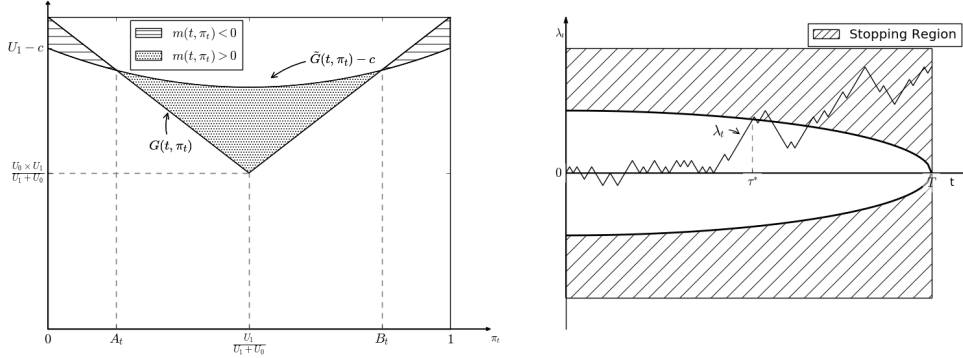 m(t, π_t) < 0
m(t, π_t) > 0
U_1 − c
G̃(t, π_t) − c
G(t, π_t)
U_0 × U_1 / U_1 + U_0
0
A_t
U_1 / U_1 + U_0
B_t
1
π_t
λ_t
Stopping Region
λ_t
0
τ*
T
t